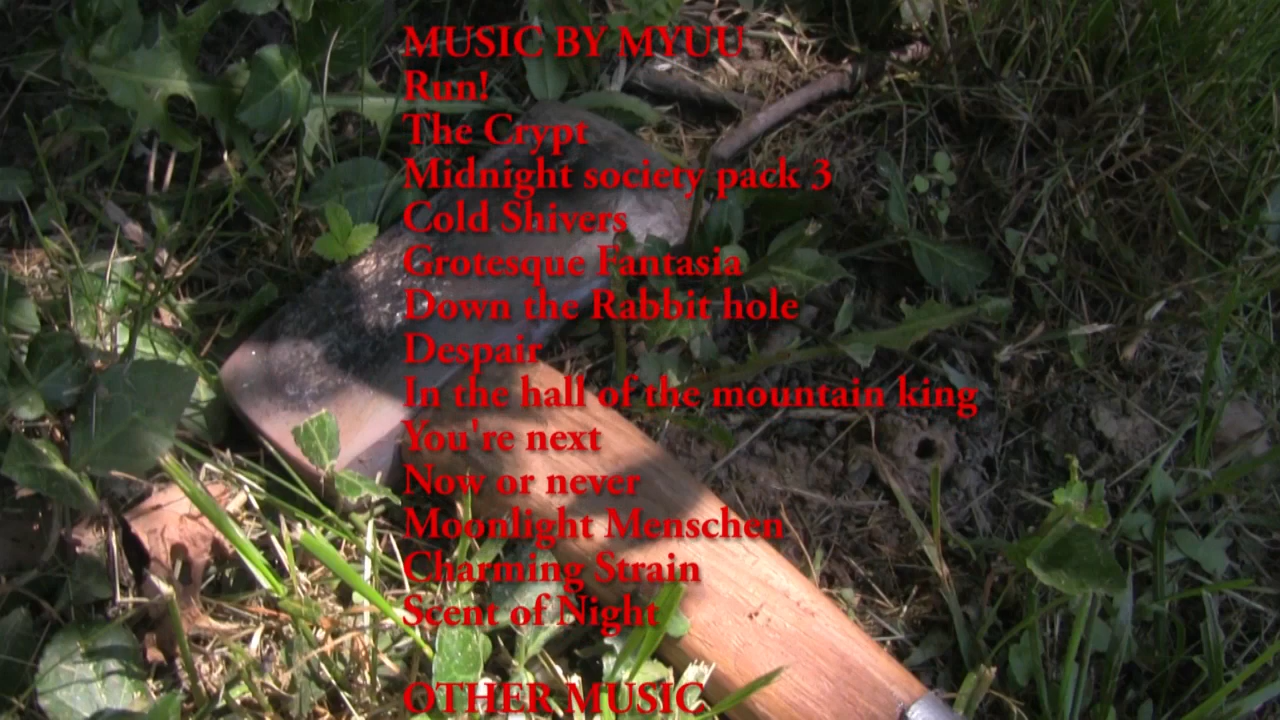 MUSIC BY MYUU
Run!
The Crypt
Midnight society pack 3
Cold Shivers
Grotesque Fantasia
Down the Rabbit hole
Despair
In the hall of the mountain king
You're next
Now or never
Moonlight Menschen
Charming Strain
Scent of Night
OTHER MUSIC